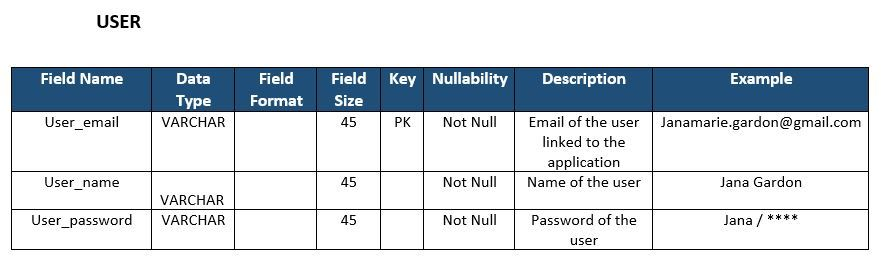 USER
Field Name Data Type Field Format Field Size Key Nullability Description Example
User_email VARCHAR 45 PK Not Null Email of the user linked to the application Janamarie.gardon@gmail.com
User_name VARCHAR 45 Not Null Name of the user Jana Gardon
User_password VARCHAR 45 Not Null Password of the user Jana / ****